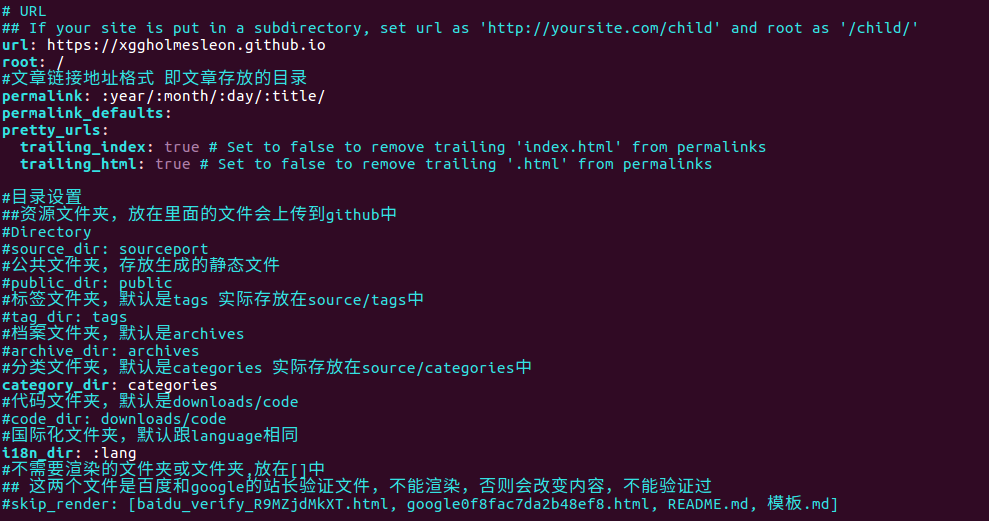 # URL
## If your site is put in a subdirectory, set url as 'http://yoursite.com/child' and root as '/child/'
url: https://xggholmesleon.github.io
root: /
#文章链接地址格式 即文章存放的目录
permalink: :year/:month/:day/:title/
permalink_defaults:
pretty_urls:
  trailing_index: true # Set to false to remove trailing 'index.html' from permalinks
  trailing_html: true # Set to false to remove trailing '.html' from permalinks
#目录设置
##资源文件夹，放在里面的文件会上传到github中
#Directory
#source_dir: sourceport
#公共文件夹，存放生成的静态文件
#public_dir: public
#标签文件夹，默认是tags 实际存放在source/tags中
#tag_dir: tags
#档案文件夹，默认是archives
#archive_dir: archives
#分类文件夹，默认是categories 实际存放在source/categories中
category_dir: categories
#代码文件夹，默认是downloads/code
#code_dir: downloads/code
#国际化文件夹，默认跟language相同
i18n_dir: :lang
#不需要渲染的文件夹或文件夹,放在[]中
## 这两个文件是百度和google的站长验证文件，不能渲染，否则会改变内容，不能验证过
#skip_render: [baidu_verify_R9MZjdMkXT.html, google0f8fac7da2b48ef8.html, README.md, 模板.md]